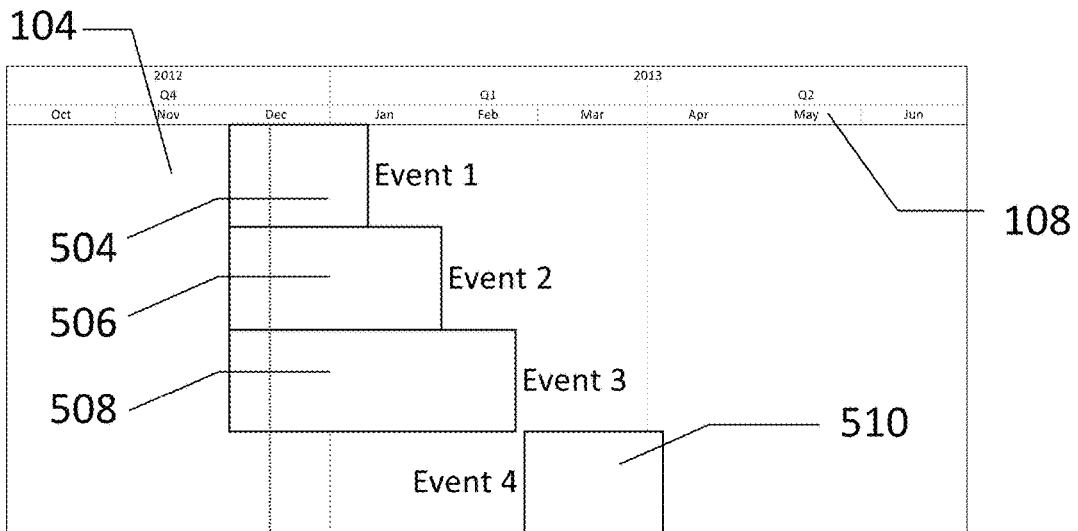 104
2012 2013
Q4 Q1 Q2
Oct Nov Dec Jan Feb Mar Apr May Jun
Event 1
504
108
Event 2
506
Event 3
508
510
Event 4